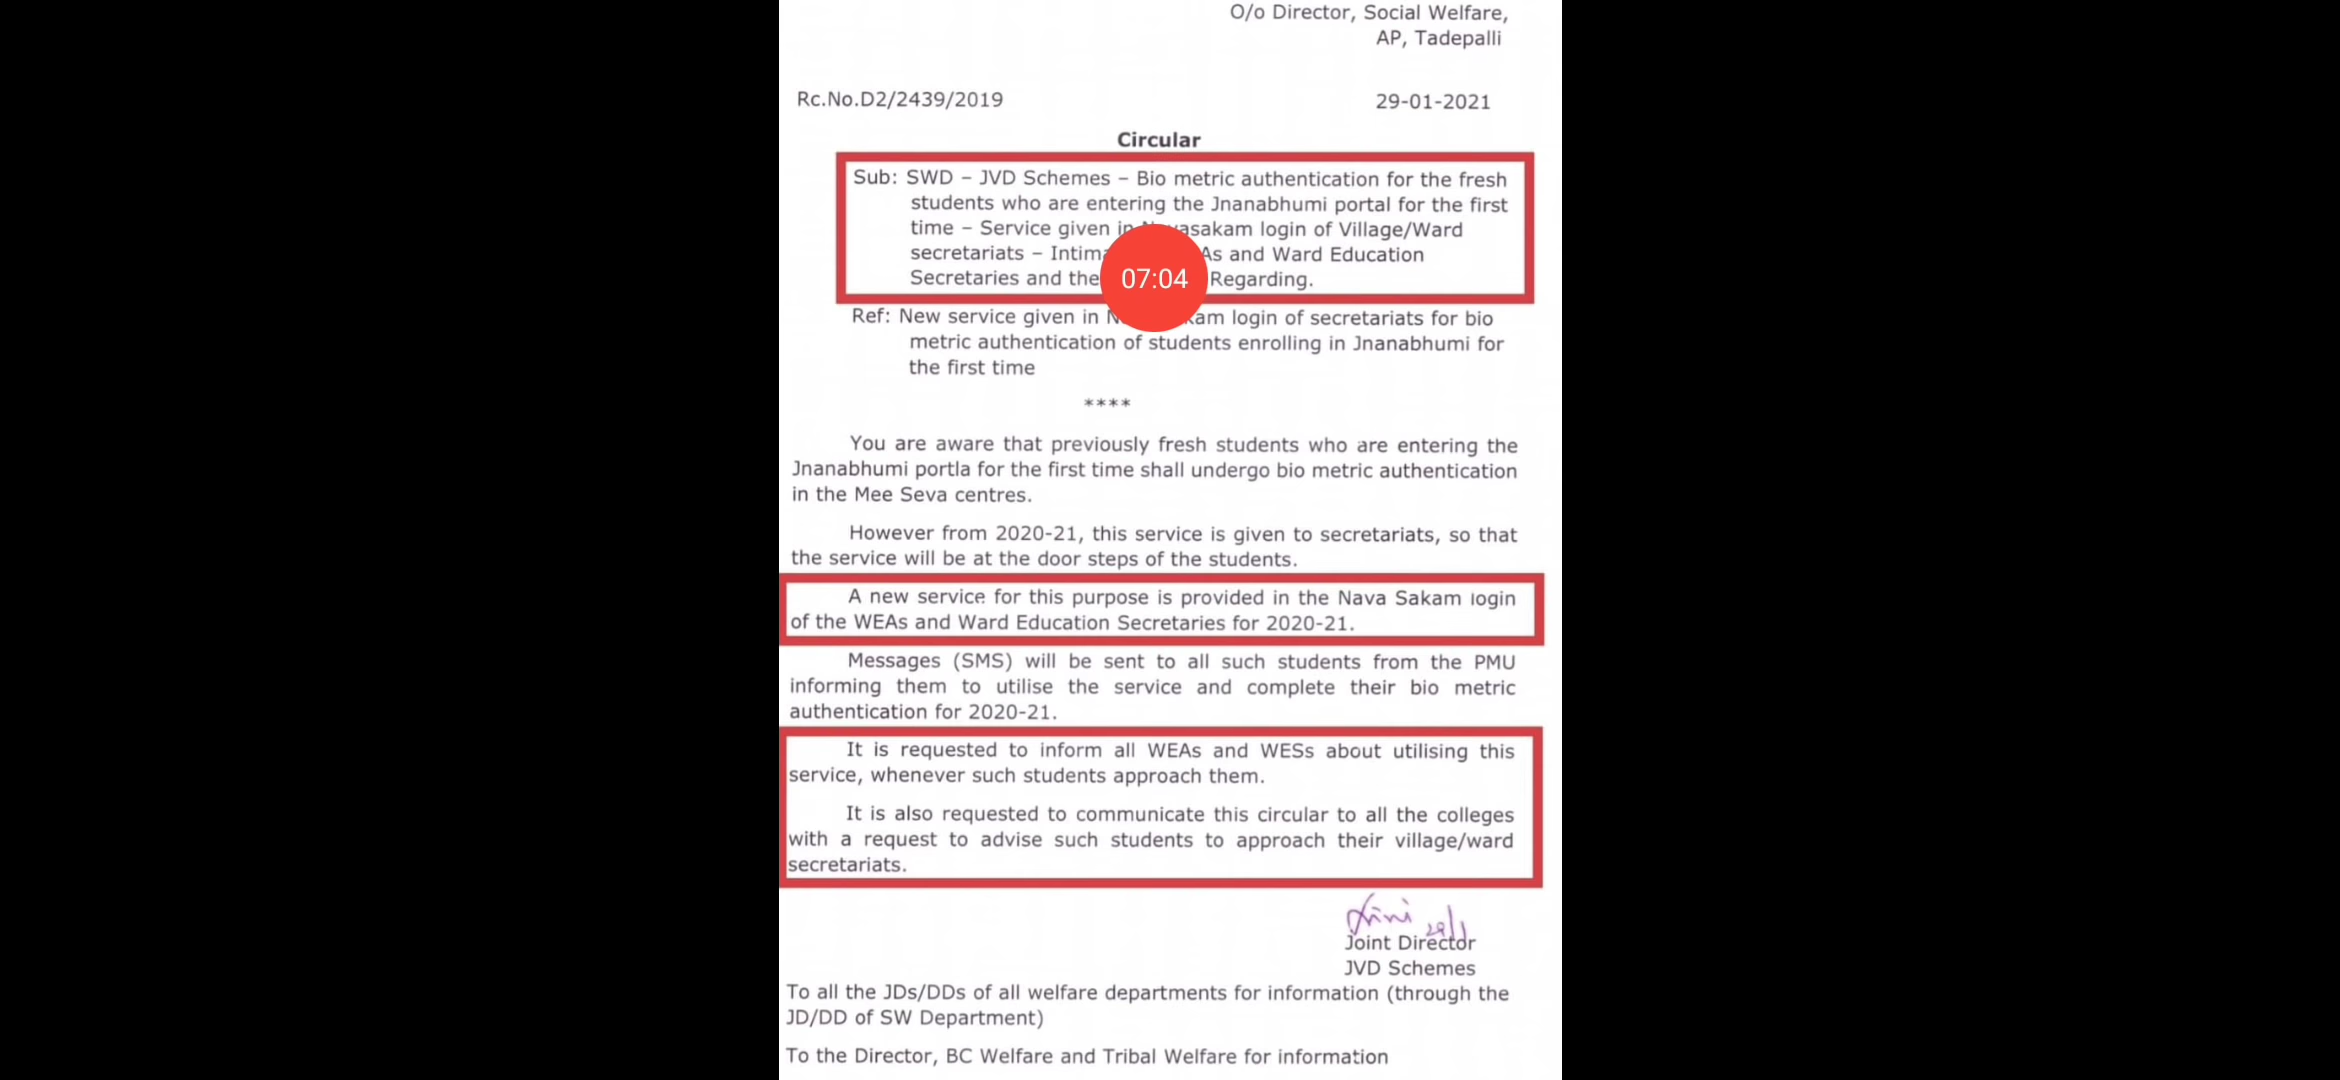 O/o Director, Social Welfare,
AP, Tadepalli
Rc.No.D2/2439/2019
29-01-2021
Circular
Sub: SWD – JVD Schemes – Bio metric authentication for the fresh
students who are entering the Jnanabhumi portal for the first
time – Service given in asakam login of Village/Ward
secretariats – Intima As and Ward Education
Secretaries and the Regarding.
07:04
Ref: New service given in N kam login of secretariats for bio
metric authentication of students enrolling in Jnanabhumi for
the first time
****
You are aware that previously fresh students who are entering the
Jnanabhumi portla for the first time shall undergo bio metric authentication
in the Mee Seva centres.
However from 2020-21, this service is given to secretariats, so that
the service will be at the door steps of the students.
A new service for this purpose is provided in the Nava Sakam login
of the WEAs and Ward Education Secretaries for 2020-21.
Messages (SMS) will be sent to all such students from the PMU
informing them to utilise the service and complete their bio metric
authentication for 2020-21.
It is requested to inform all WEAs and WESs about utilising this
service, whenever such students approach them.
It is also requested to communicate this circular to all the colleges
with a request to advise such students to approach their village/ward
secretariats.
Joint Director
JVD Schemes
To all the JDs/DDs of all welfare departments for information (through the
JD/DD of SW Department)
To the Director, BC Welfare and Tribal Welfare for information